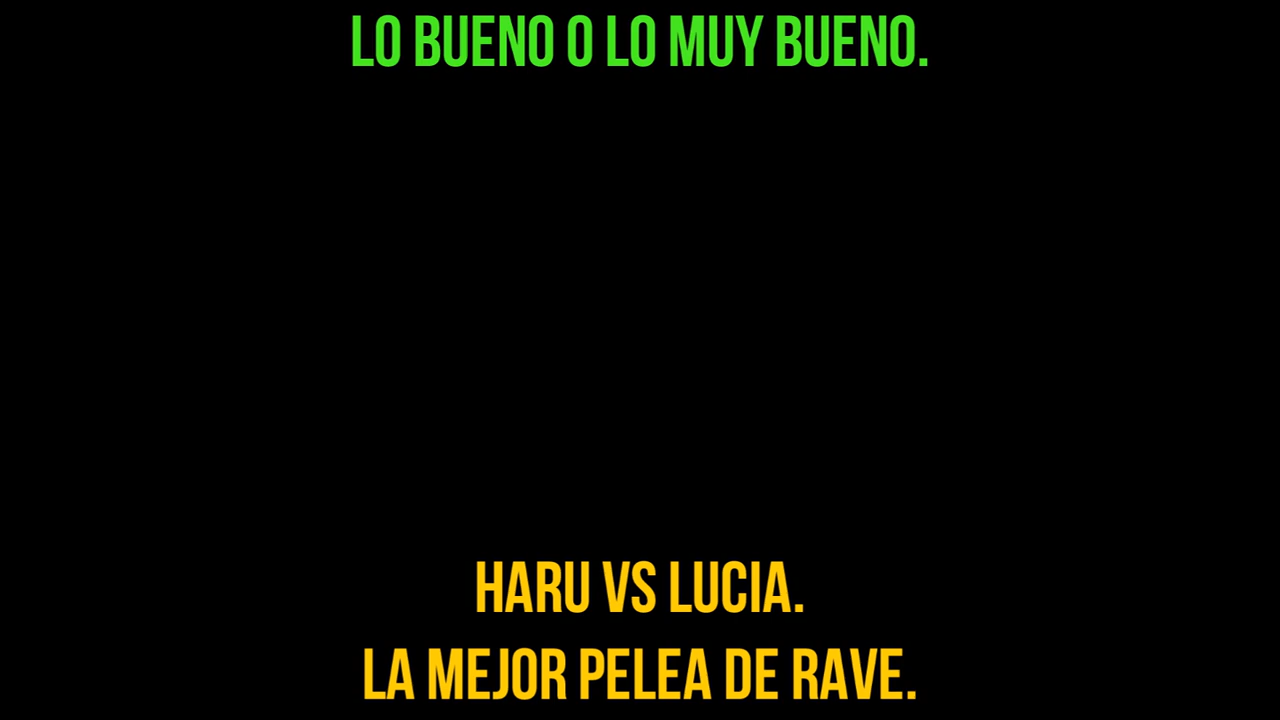 LO BUENO O LO MUY BUENO.
HARU VS LUCIA.
LA MEJOR PELEA DE RAVE.